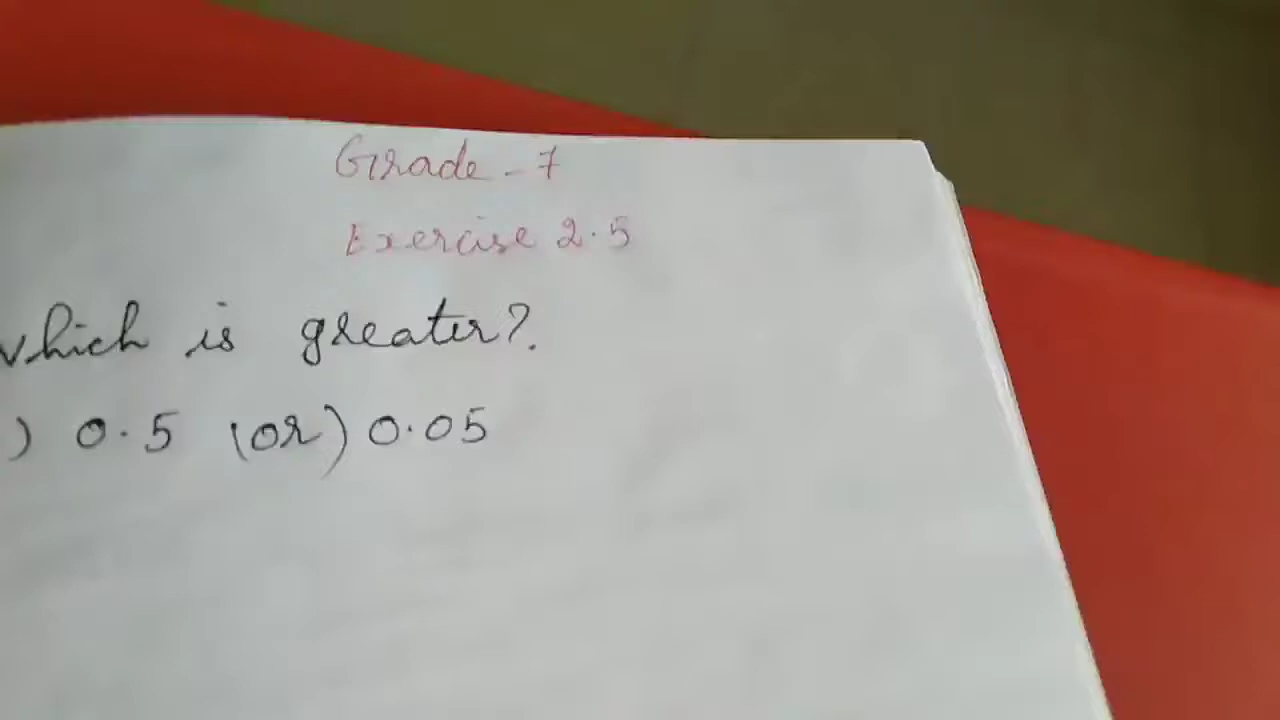 Grade - 7
Exercise 2.5
Which is greater?
) 0.5 (or) 0.05